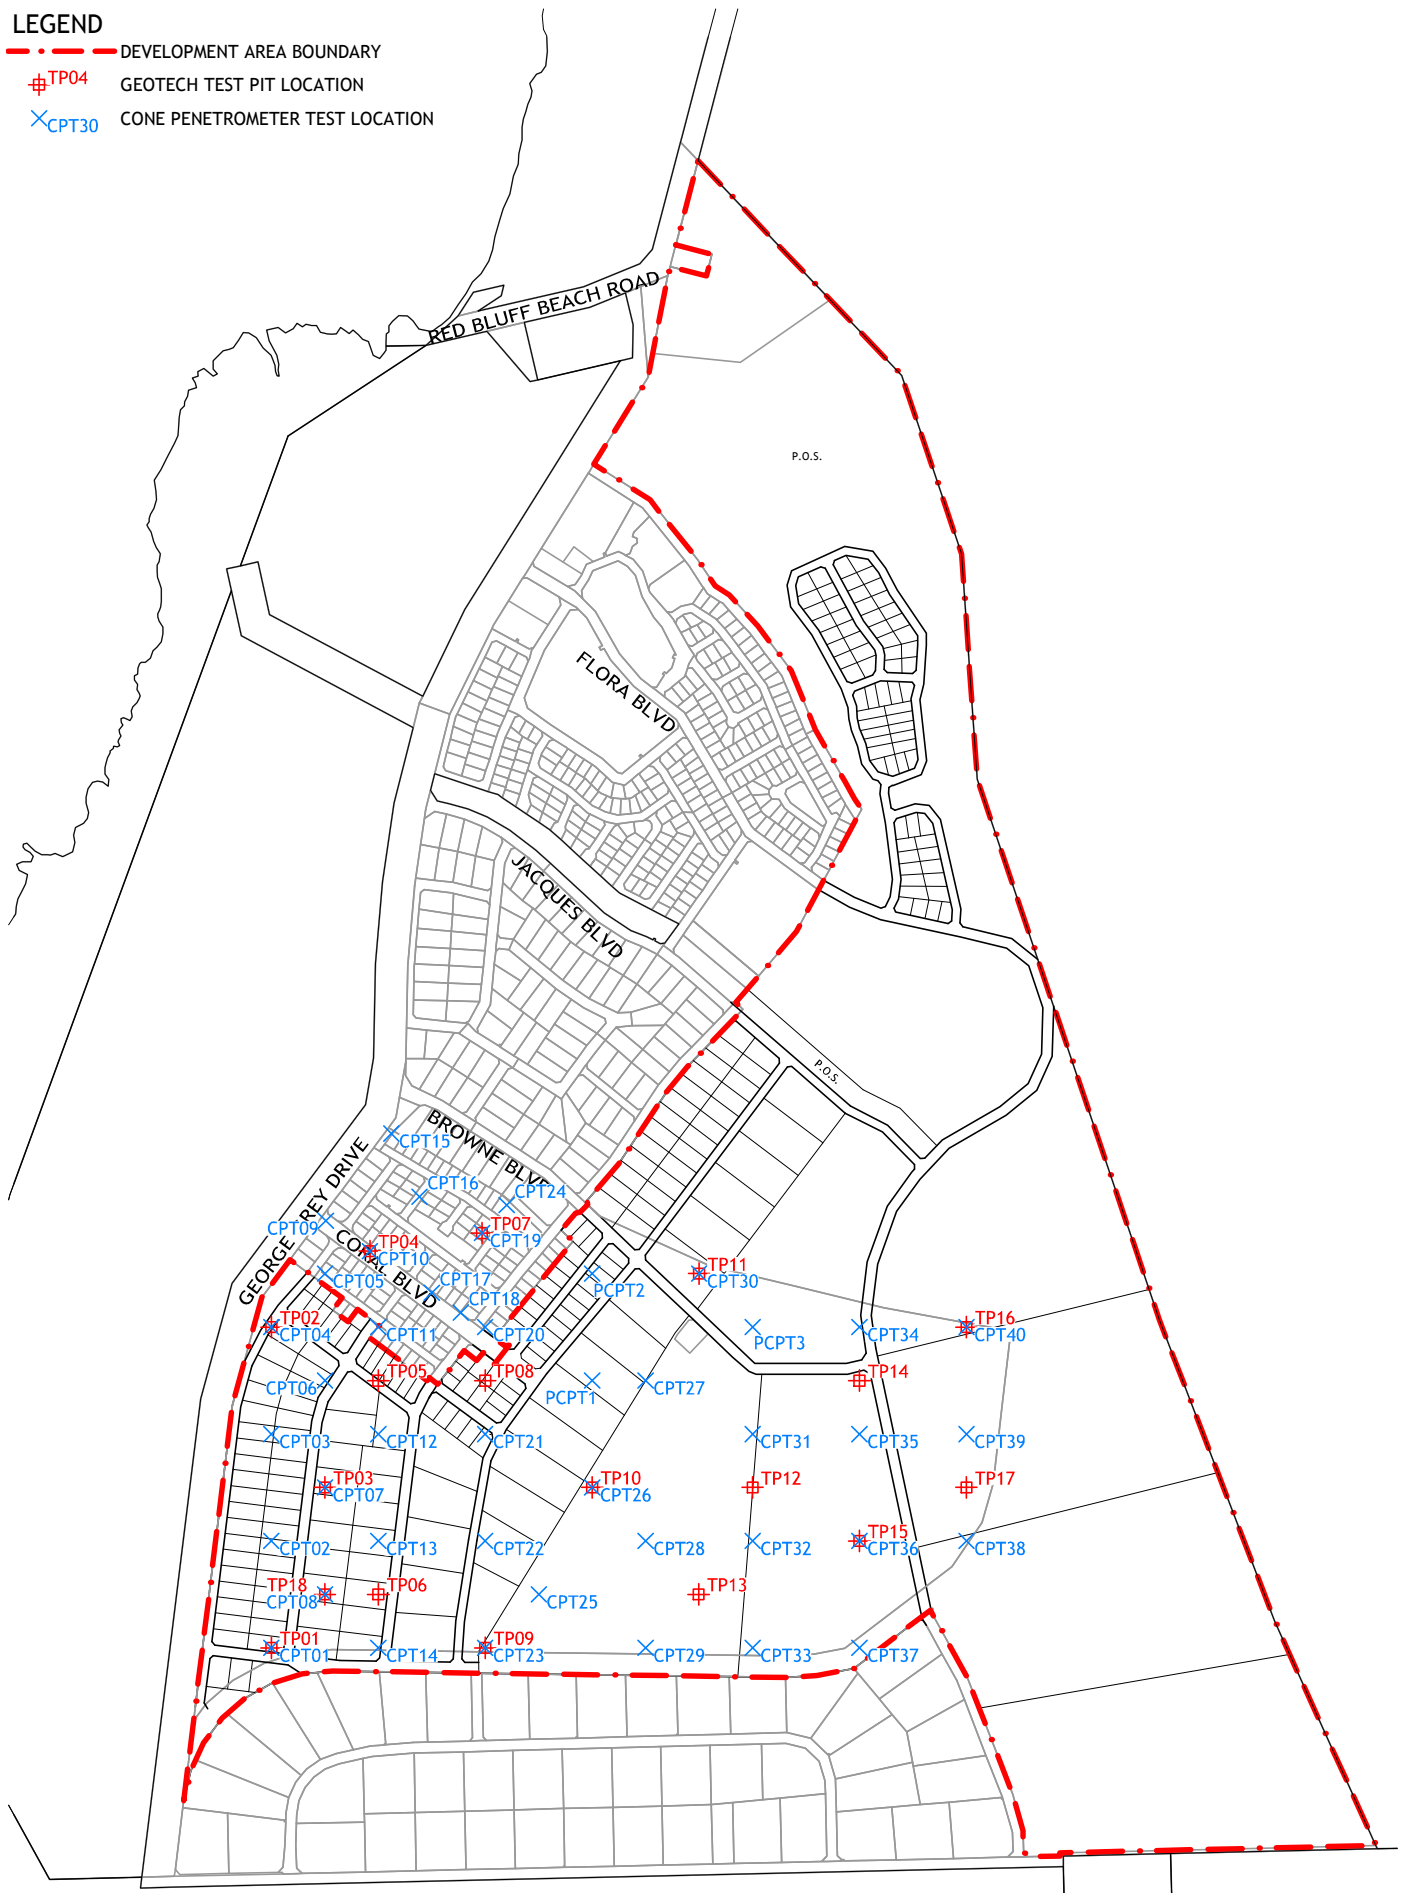 LEGEND
DEVELOPMENT AREA BOUNDARY
TP04
GEOTECH TEST PIT LOCATION
CPT30
CONE PENETROMETER TEST LOCATION
RED BLUFF BEACH ROAD
P.O.S.
FLORA BLVD
JACQUES BLVD
P.O.S.
BROWNE BLVD
CPT15
GEORGE GREY DRIVE
CPT16
CPT24
CPT09
TP07
CPT19
CORAL BLVD
TP04
CPT10
TP11
CPT30
CPT05
CPT17
PCPT2
CPT18
TP02
CPT04
CPT11
CPT20
PCPT3
CPT34
TP16
CPT40
CPT06
TP05
TP08
PCPT1
CPT27
TP14
CPT03
CPT12
CPT21
CPT31
CPT35
CPT39
TP03
CPT07
TP10
CPT26
TP12
TP17
CPT02
CPT13
CPT22
CPT28
CPT32
TP15
CPT36
CPT38
TP18
CPT08
TP06
CPT25
TP13
TP01
CPT01
CPT14
TP09
CPT23
CPT29
CPT33
CPT37